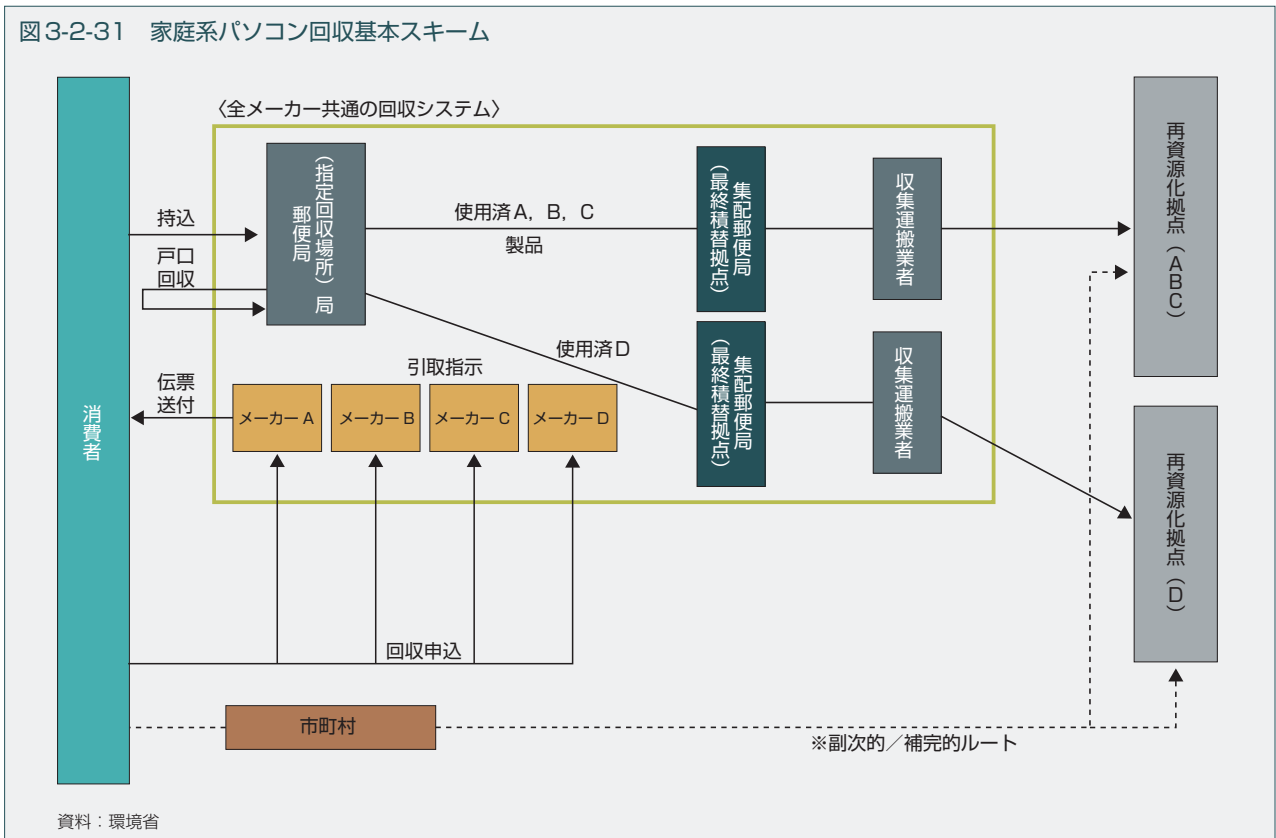 図3-2-31 家庭系パソコン回収基本スキーム
〈全メーカー共通の回収システム〉
消費者
持込
戸口
回収
伝票
送付
（指定回収場所）局
郵便局
使用済A，B，C
製品
使用済D
引取指示
メーカーA
メーカーB
メーカーC
メーカーD
集配郵便局
（最終積替拠点）
収集運搬業者
集配郵便局
（最終積替拠点）
収集運搬業者
再資源化拠点（ABC）
再資源化拠点（D）
回収申込
市町村
※副次的／補完的ルート
資料：環境省